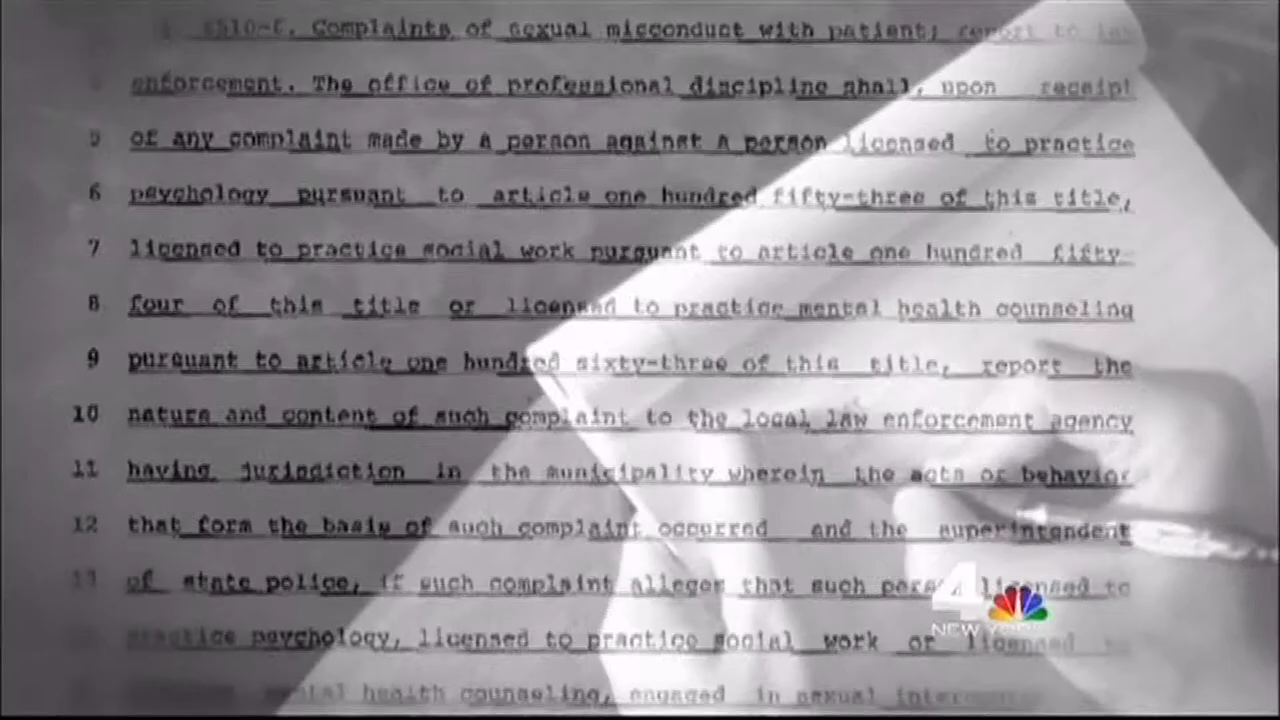 6510-f. Complaints of sexual misconduct with patient; report to law
enforcement. The office of professional discipline shall, upon receipt
5 of any complaint made by a person against a person licensed to practice
6 psychology pursuant to article one hundred fifty-three of this title,
7 licensed to practice social work pursuant to article one hundred fifty-
8 four of this title or licensed to practice mental health counseling
9 pursuant to article one hundred sixty-three of this title, report the
10 nature and content of such complaint to the local law enforcement agency
11 having jurisdiction in the municipality wherein the acts or behavior
12 that form the basis of such complaint occurred and the superintendent
13 of state police, if such complaint alleges that such person licensed to
practice psychology, licensed to practice social work or licensed to
mental health counseling, engaged in sexual
4
NEW YORK